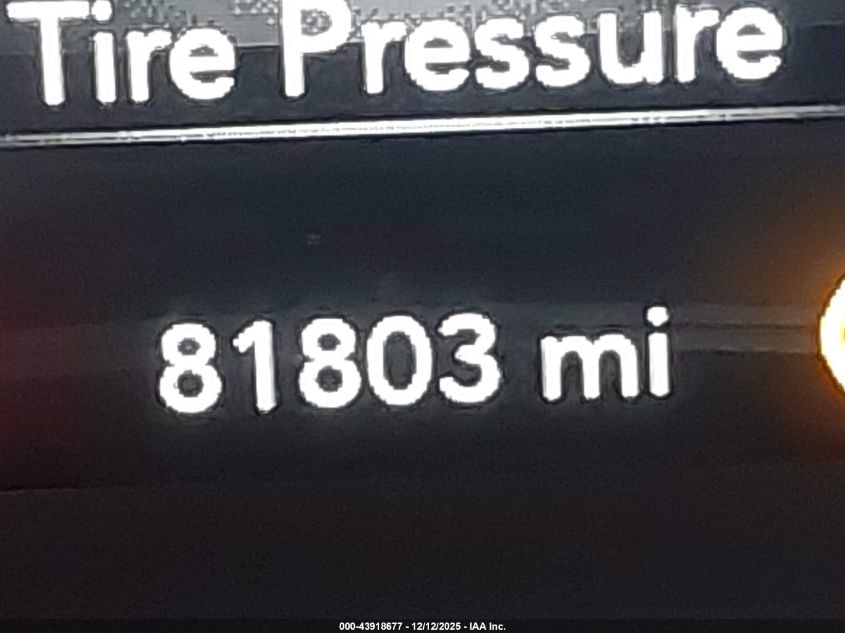 Tire Pressure
81803 mi
000-43918677 - 12/12/2025 - IAA Inc.